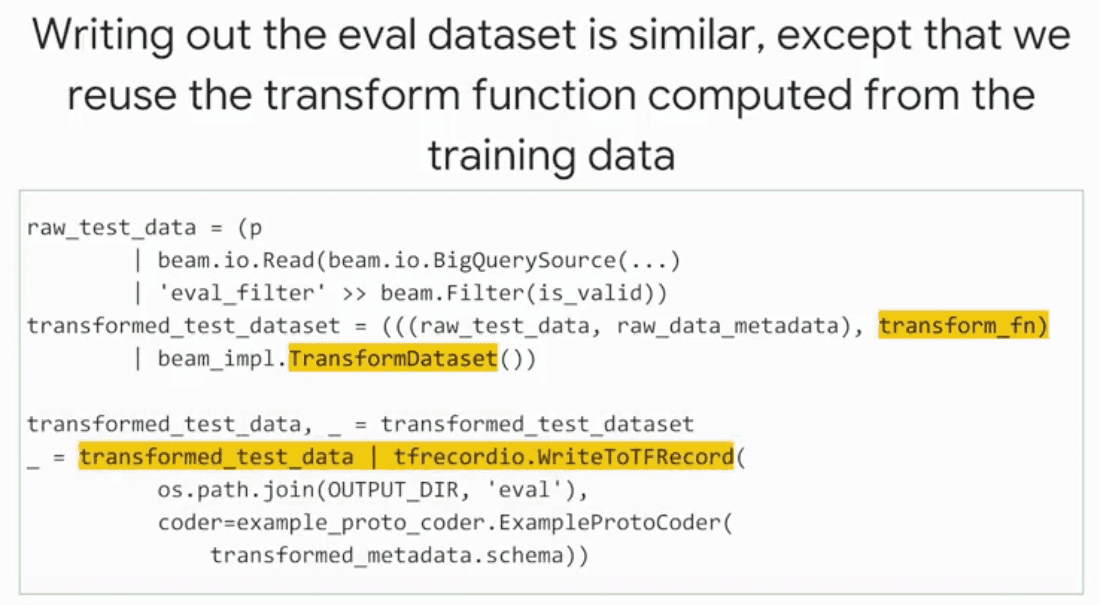 Writing out the eval dataset is similar, except that we
reuse the transform function computed from the
training data
raw_test_data = (p
        | beam.io.Read(beam.io.BigQuerySource(...)
        | 'eval_filter' >> beam.Filter(is_valid))
transformed_test_dataset = (((raw_test_data, raw_data_metadata), transform_fn)
        | beam_impl.TransformDataset())
transformed_test_data, _ = transformed_test_dataset
_ = transformed_test_data | tfrecordio.WriteToTFRecord(
          os.path.join(OUTPUT_DIR, 'eval'),
          coder=example_proto_coder.ExampleProtoCoder(
              transformed_metadata.schema))